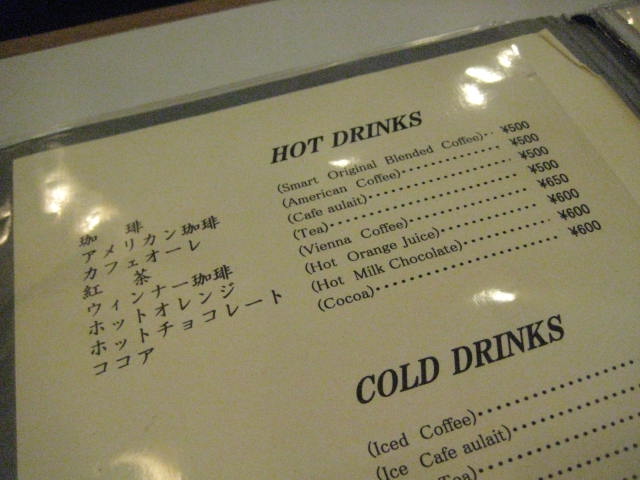 HOT DRINKS
珈 琲 (Smart Original Blended Coffee)‥ ¥500
アメリカン珈琲 (American Coffee)‥‥‥‥‥‥‥‥ ¥500
カフェオーレ (Cafe aulait)‥‥‥‥‥‥‥‥‥‥ ¥500
紅 茶 (Tea)‥‥‥‥‥‥‥‥‥‥‥‥‥ ¥500
ウィンナー珈琲 (Vienna Coffee)‥‥‥‥‥‥‥‥‥ ¥650
ホットオレンジ (Hot Orange Juice)‥‥‥‥‥‥‥ ¥600
ホットチョコレート (Hot Milk Chocolate)‥‥‥‥‥‥ ¥600
ココア (Cocoa)‥‥‥‥‥‥‥‥‥‥‥‥ ¥600
COLD DRINKS
(Iced Coffee)‥‥‥‥‥‥‥‥
(Ice Cafe aulait)‥‥‥‥‥‥
Tea)‥‥‥‥‥‥